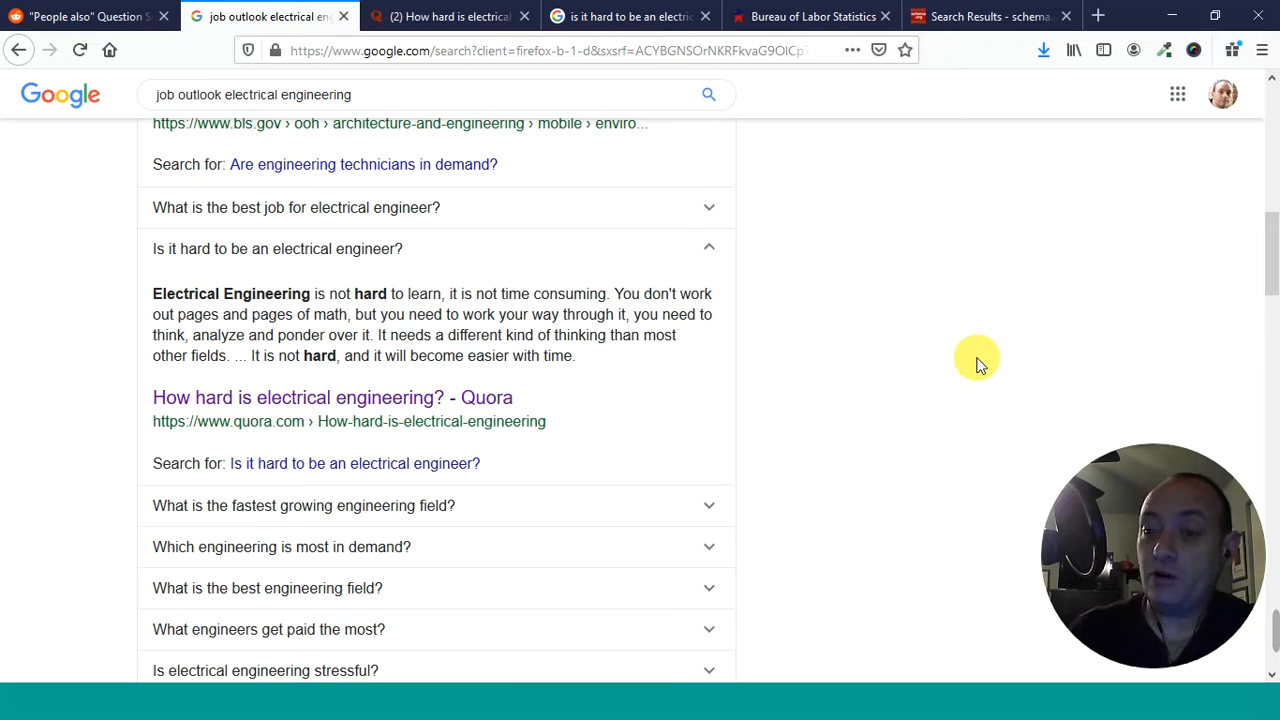 "People also" Question S
job outlook electrical en
(2) How hard is electrical
is it hard to be an electric
Bureau of Labor Statistics
Search Results - schema.
https://www.google.com/search?client=firefox-b-1-d&sxsrf=ACYBGNSOrNKRFkvaG9OlCp
Google
job outlook electrical engineering
https://www.bls.gov › ooh › architecture-and-engineering › mobile › enviro...
Search for: Are engineering technicians in demand?
What is the best job for electrical engineer?
Is it hard to be an electrical engineer?
Electrical Engineering is not hard to learn, it is not time consuming. You don't work
out pages and pages of math, but you need to work your way through it, you need to
think, analyze and ponder over it. It needs a different kind of thinking than most
other fields. ... It is not hard, and it will become easier with time.
How hard is electrical engineering? - Quora
https://www.quora.com › How-hard-is-electrical-engineering
Search for: Is it hard to be an electrical engineer?
What is the fastest growing engineering field?
Which engineering is most in demand?
What is the best engineering field?
What engineers get paid the most?
Is electrical engineering stressful?